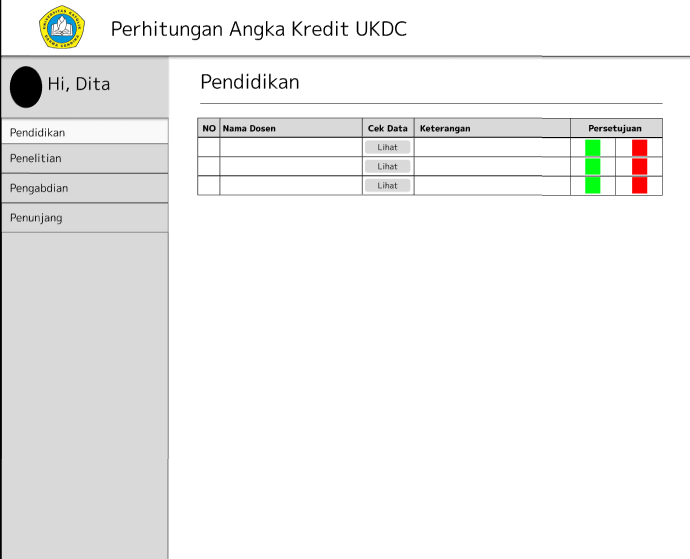 Perhitungan Angka Kredit UKDC
Hi, Dita
Pendidikan
Penelitian
Pengabdian
Penunjang
Pendidikan
NO Nama Dosen Cek Data Keterangan Persetujuan
Lihat
Lihat
Lihat